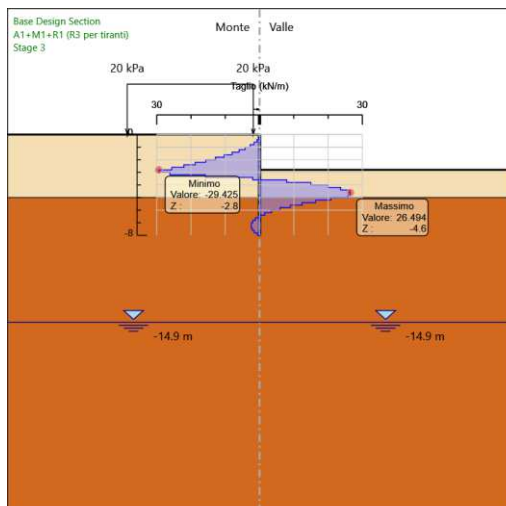 Base Design Section
A1+M1+R1 (R3 per tiranti)
Stage 3
Monte Valle
20 kPa 20 kPa
Taglio (kN/m)
30 30
0
Minimo
Valore: -29.425
Z : -2.8
Massimo
Valore: 26.494
Z : -4.6
-8
-14.9 m -14.9 m